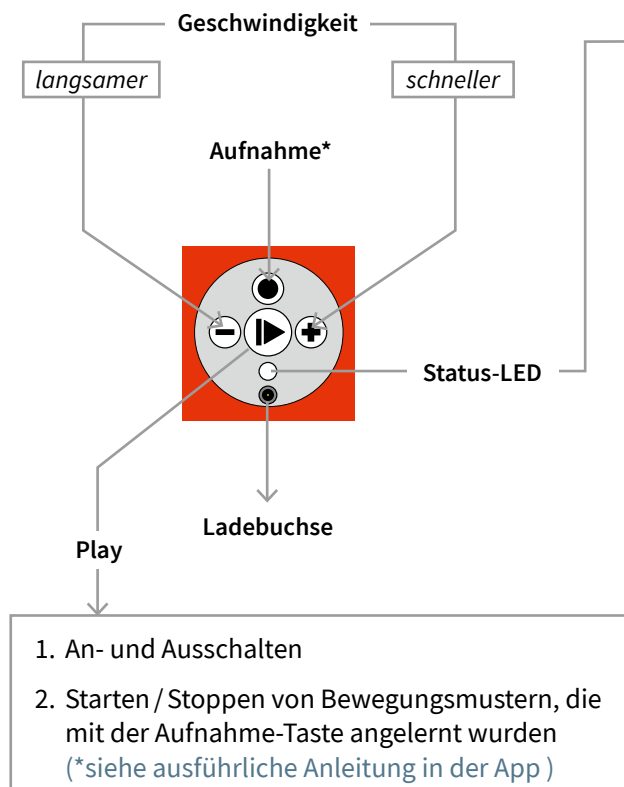 Geschwindigkeit
langsamer
schneller
Aufnahme*
Status-LED
Ladebuchse
Play
1. An- und Ausschalten
2. Starten / Stoppen von Bewegungsmustern, die
mit der Aufnahme-Taste angelernt wurden
(*siehe ausführliche Anleitung in der App )